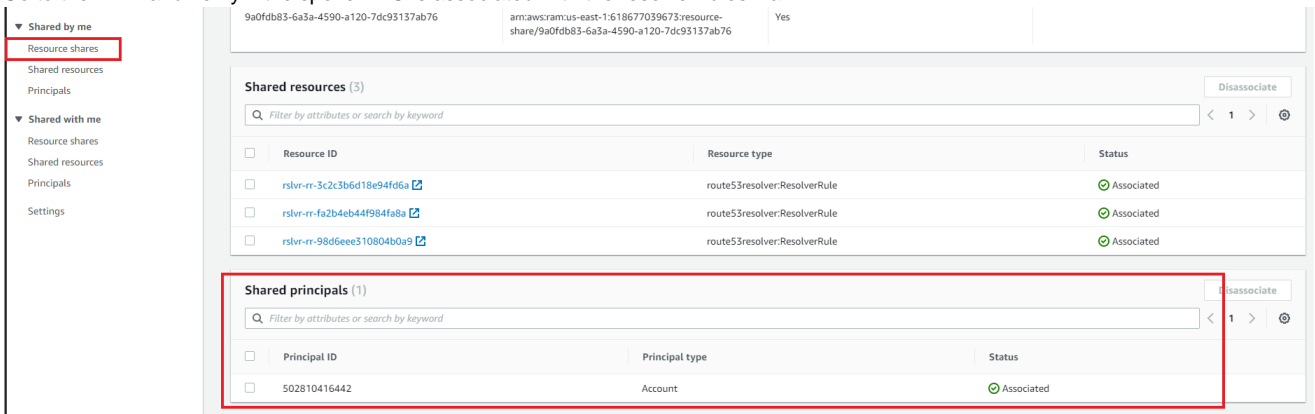 Shared by me
Resource shares
Shared resources
Principals
Shared with me
Resource shares
Shared resources
Principals
Settings
9a0fdb83-6a3a-4590-a120-7dc93137ab76
arn:aws:ram:us-east-1:618677039673:resource-
share/9a0fdb83-6a3a-4590-a120-7dc93137ab76
Yes
Shared resources (3)
Disassociate
Filter by attributes or search by keyword
1
Resource ID Resource type Status
rslvr-rr-3c2c3b6d18e94fd6a route53resolver:ResolverRule Associated
rslvr-rr-fa2b4eb44f984fa8a route53resolver:ResolverRule Associated
rslvr-rr-98d6eee310804b0a9 route53resolver:ResolverRule Associated
Shared principals (1)
Disassociate
Filter by attributes or search by keyword
1
Principal ID Principal type Status
502810416442 Account Associated